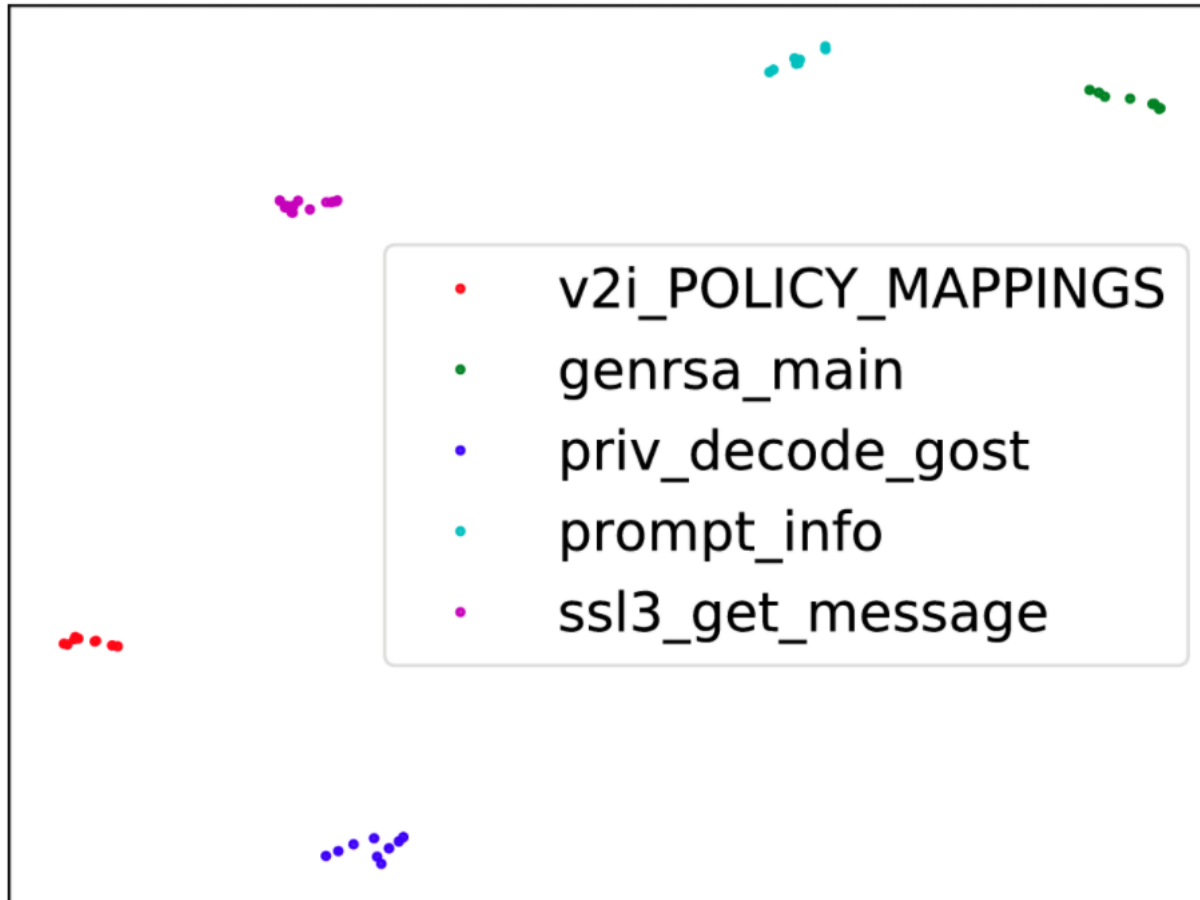 v2i_POLICY_MAPPINGS
genrsa_main
priv_decode_gost
prompt_info
ssl3_get_message